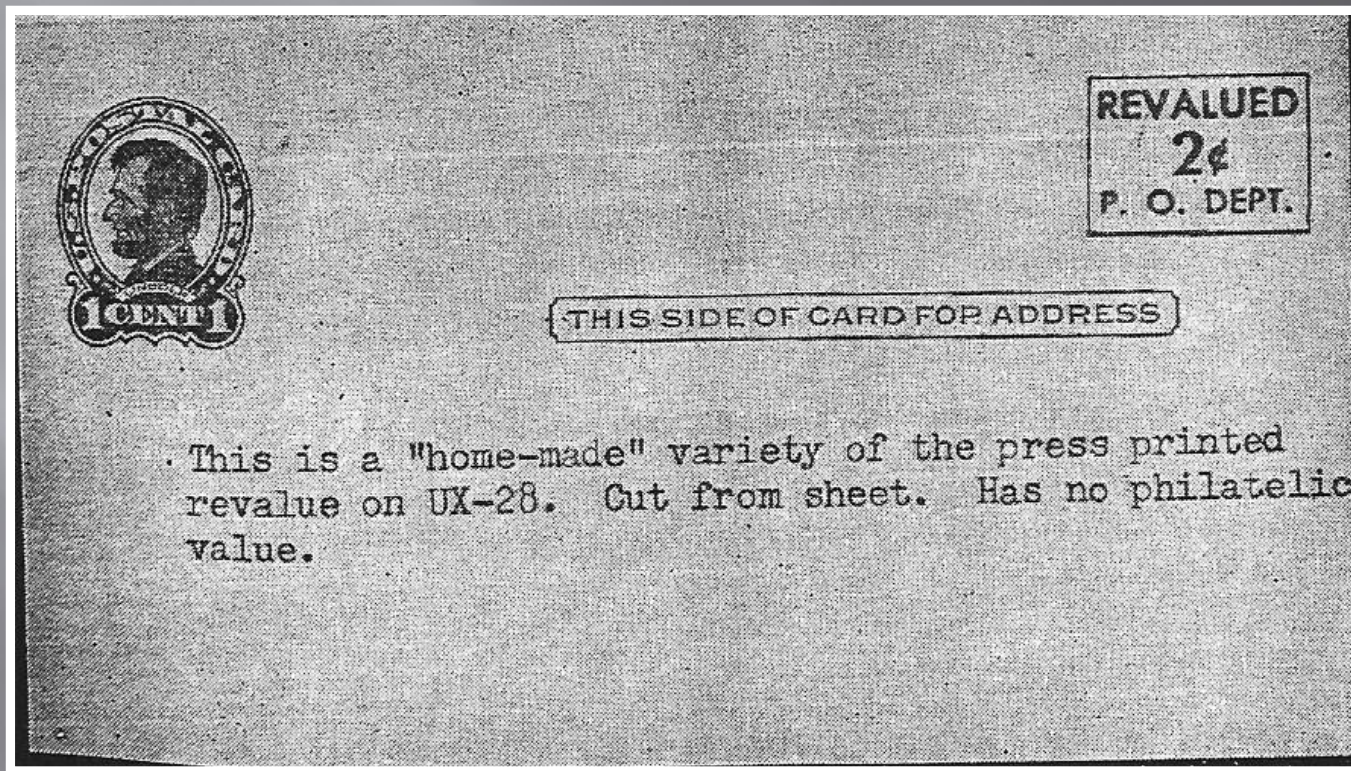 REVALUED
2¢
P. O. DEPT.
1 CENT 1
THIS SIDE OF CARD FOR ADDRESS
This is a "home-made" variety of the press printed
revalue on UX-28. Cut from sheet. Has no philatelic
value.